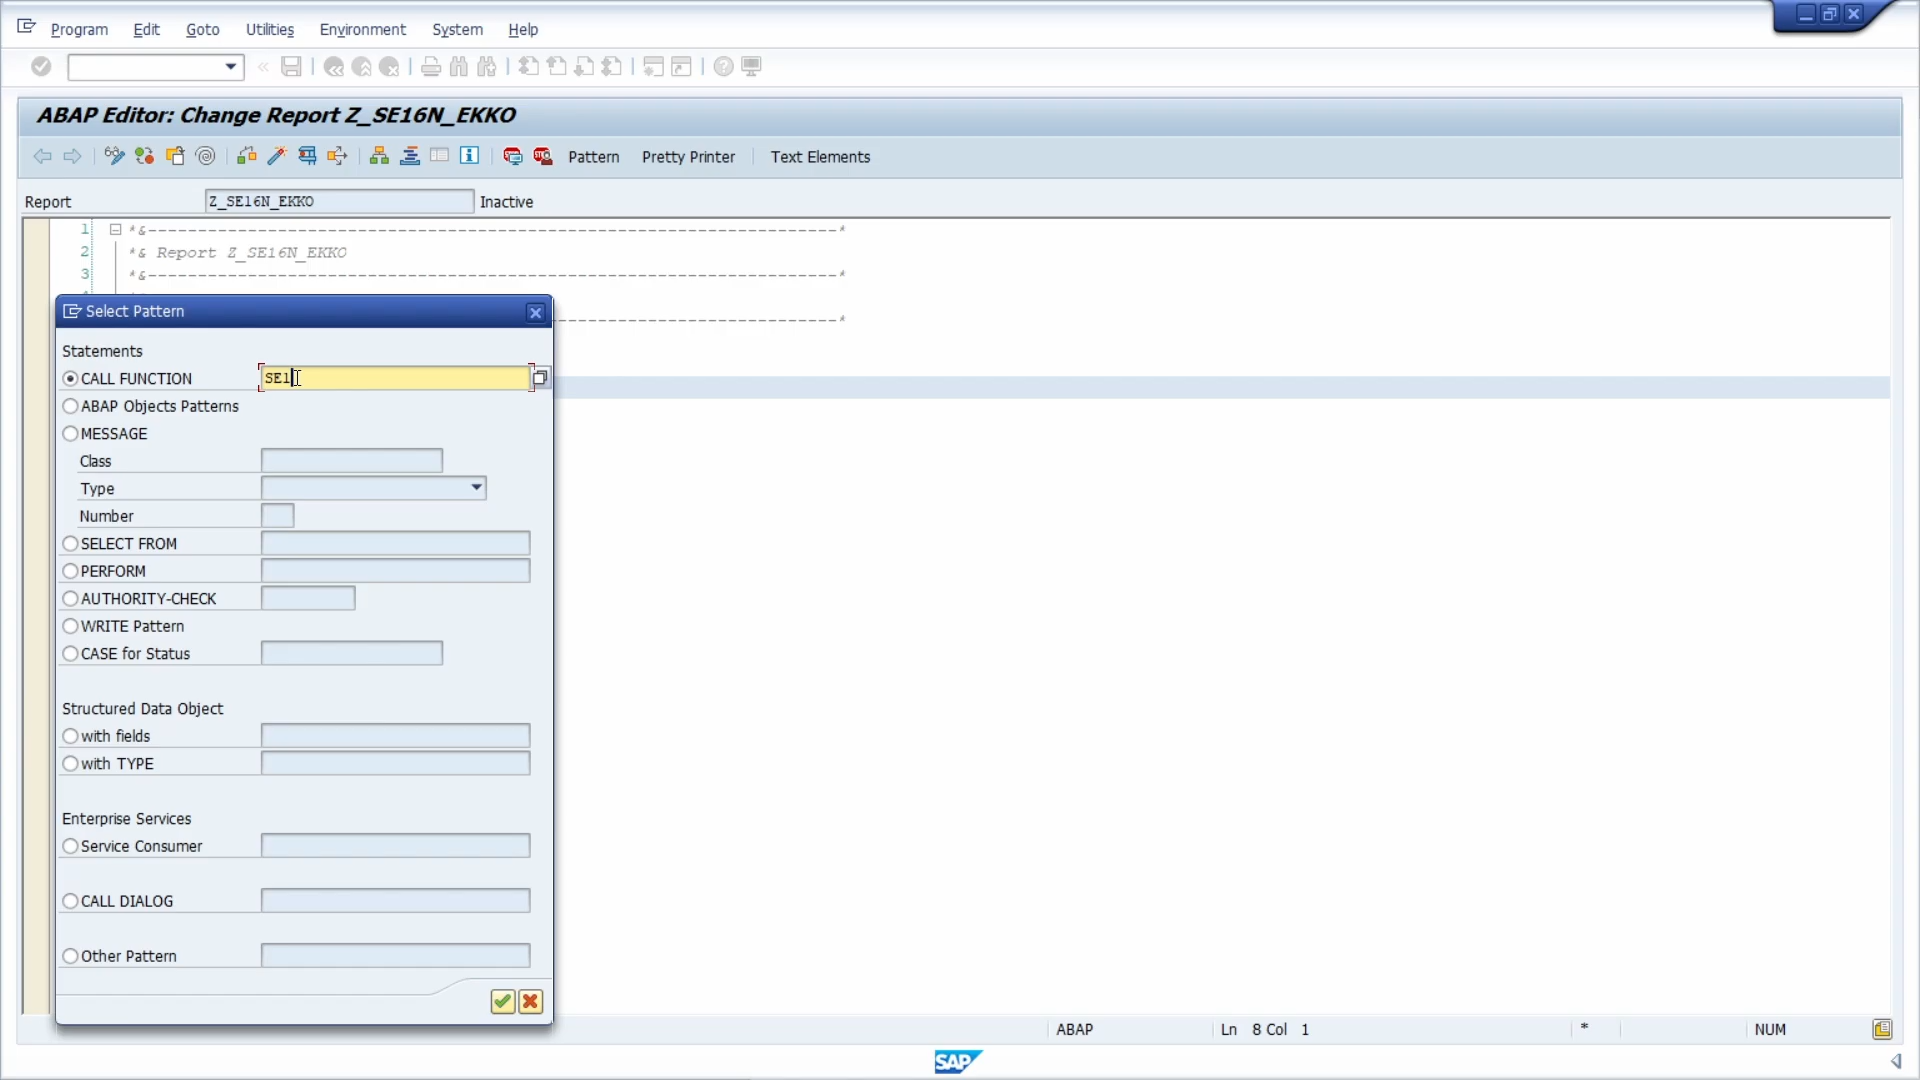 Program Edit Goto Utilities Environment System Help
ABAP Editor: Change Report Z_SE16N_EKKO
Pattern Pretty Printer Text Elements
Report Z_SE16N_EKKO Inactive
1 *&---------------------------------------------------------------------*
2 *& Report Z_SE16N_EKKO
3 *&---------------------------------------------------------------------*
Select Pattern
Statements
CALL FUNCTION SE1
ABAP Objects Patterns
MESSAGE
Class
Type
Number
SELECT FROM
PERFORM
AUTHORITY-CHECK
WRITE Pattern
CASE for Status
Structured Data Object
with fields
with TYPE
Enterprise Services
Service Consumer
CALL DIALOG
Other Pattern
ABAP Ln 8 Col 1 * NUM
SAP